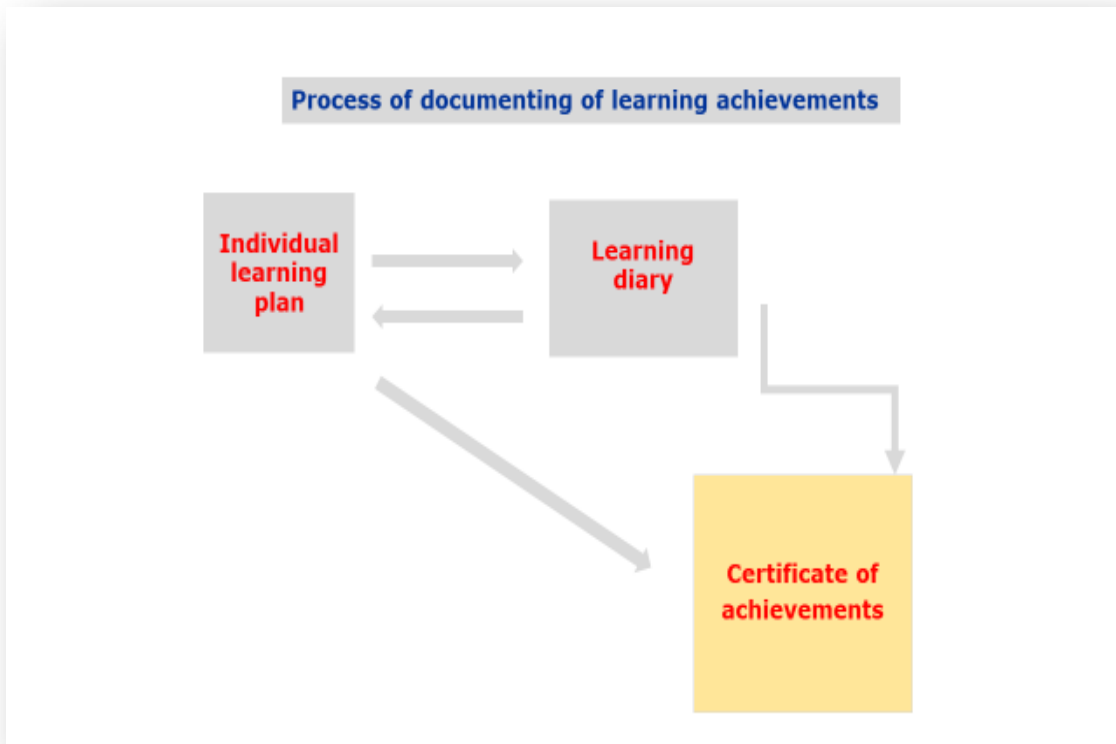 Process of documenting of learning achievements
Individual
learning
plan
Learning
diary
Certificate of
achievements